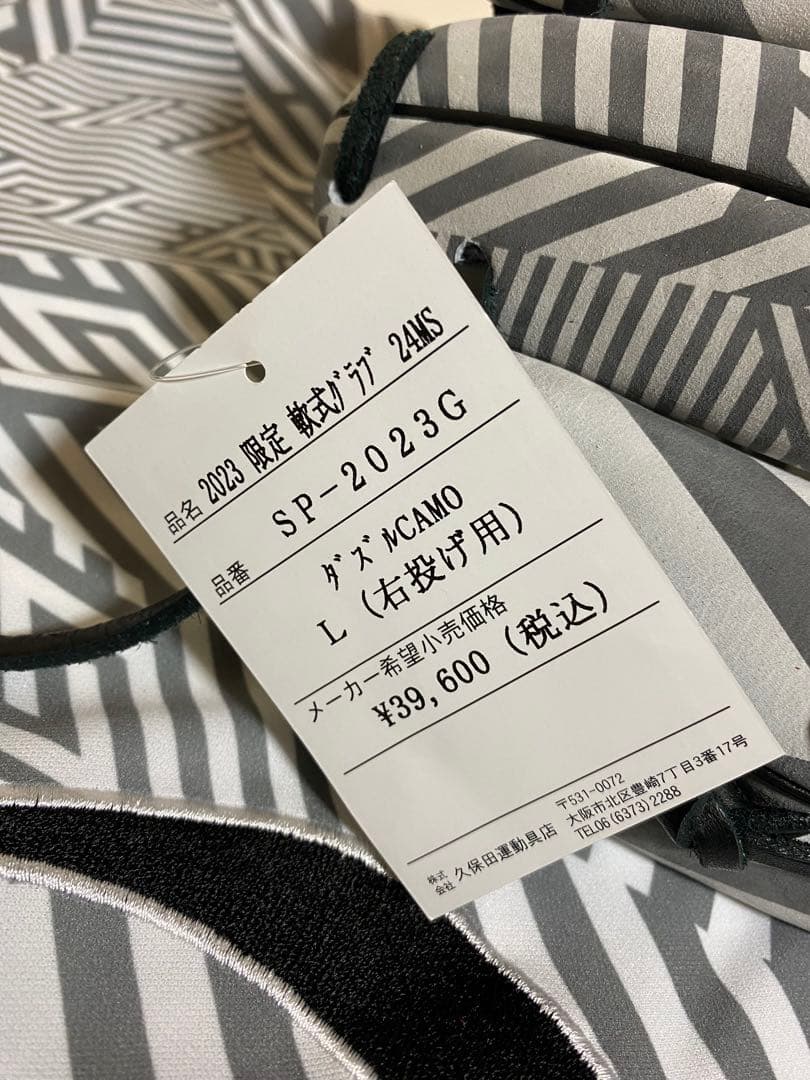 品名 2023 限定 軟式ｸﾞﾗﾌﾞ 24MS
品番 SP-2023G
ﾀﾞｽﾞﾙCAMO
L (右投げ用)
メーカー希望小売価格
¥39,600 (税込)
〒531-0072
株式会社 久保田運動具店 大阪市北区豊崎7丁目3番17号
TEL06(6373)2288